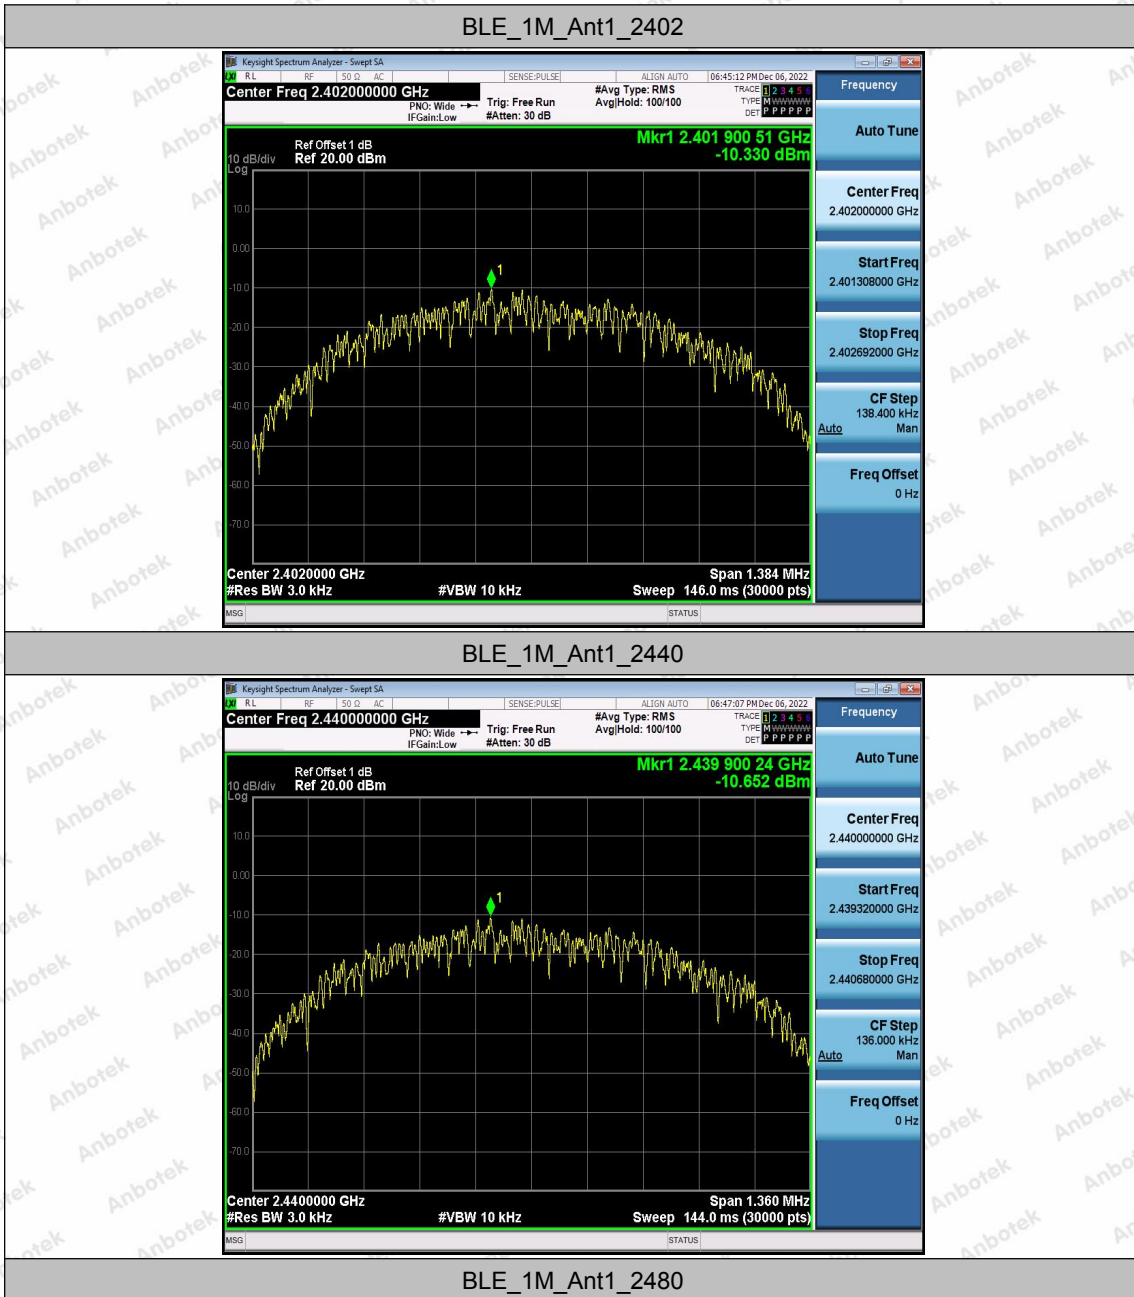 BLE_1M_Ant1_2402
Keysight Spectrum Analyzer - Swept SA
LXI RL RF 50 Ω AC SENSE:PULSE ALIGN AUTO 06:45:12 PM Dec 06, 2022
Center Freq 2.402000000 GHz
PNO: Wide
IFGain:Low
Trig: Free Run
#Atten: 30 dB
#Avg Type: RMS
Avg|Hold: 100/100
TRACE 1 2 3 4 5 6
TYPE M WWWWW
DET P P P P P P
Frequency
Auto Tune
Mkr1 2.401 900 51 GHz
-10.330 dBm
Ref Offset 1 dB
10 dB/div Ref 20.00 dBm
Log
10.0
0.00
-10.0
-20.0
-30.0
-40.0
-50.0
-60.0
-70.0
1
Center Freq
2.402000000 GHz
Start Freq
2.401308000 GHz
Stop Freq
2.402692000 GHz
CF Step
138.400 kHz
Auto Man
Freq Offset
0 Hz
Center 2.4020000 GHz Span 1.384 MHz
#Res BW 3.0 kHz #VBW 10 kHz Sweep 146.0 ms (30000 pts)
MSG STATUS
BLE_1M_Ant1_2440
Keysight Spectrum Analyzer - Swept SA
LXI RL RF 50 Ω AC SENSE:PULSE ALIGN AUTO 06:47:07 PM Dec 06, 2022
Center Freq 2.440000000 GHz
PNO: Wide
IFGain:Low
Trig: Free Run
#Atten: 30 dB
#Avg Type: RMS
Avg|Hold: 100/100
TRACE 1 2 3 4 5 6
TYPE M WWWWW
DET P P P P P P
Frequency
Auto Tune
Mkr1 2.439 900 24 GHz
-10.652 dBm
Ref Offset 1 dB
10 dB/div Ref 20.00 dBm
Log
10.0
0.00
-10.0
-20.0
-30.0
-40.0
-50.0
-60.0
-70.0
1
Center Freq
2.440000000 GHz
Start Freq
2.439320000 GHz
Stop Freq
2.440680000 GHz
CF Step
136.000 kHz
Auto Man
Freq Offset
0 Hz
Center 2.4400000 GHz Span 1.360 MHz
#Res BW 3.0 kHz #VBW 10 kHz Sweep 144.0 ms (30000 pts)
MSG STATUS
BLE_1M_Ant1_2480
Anbotek